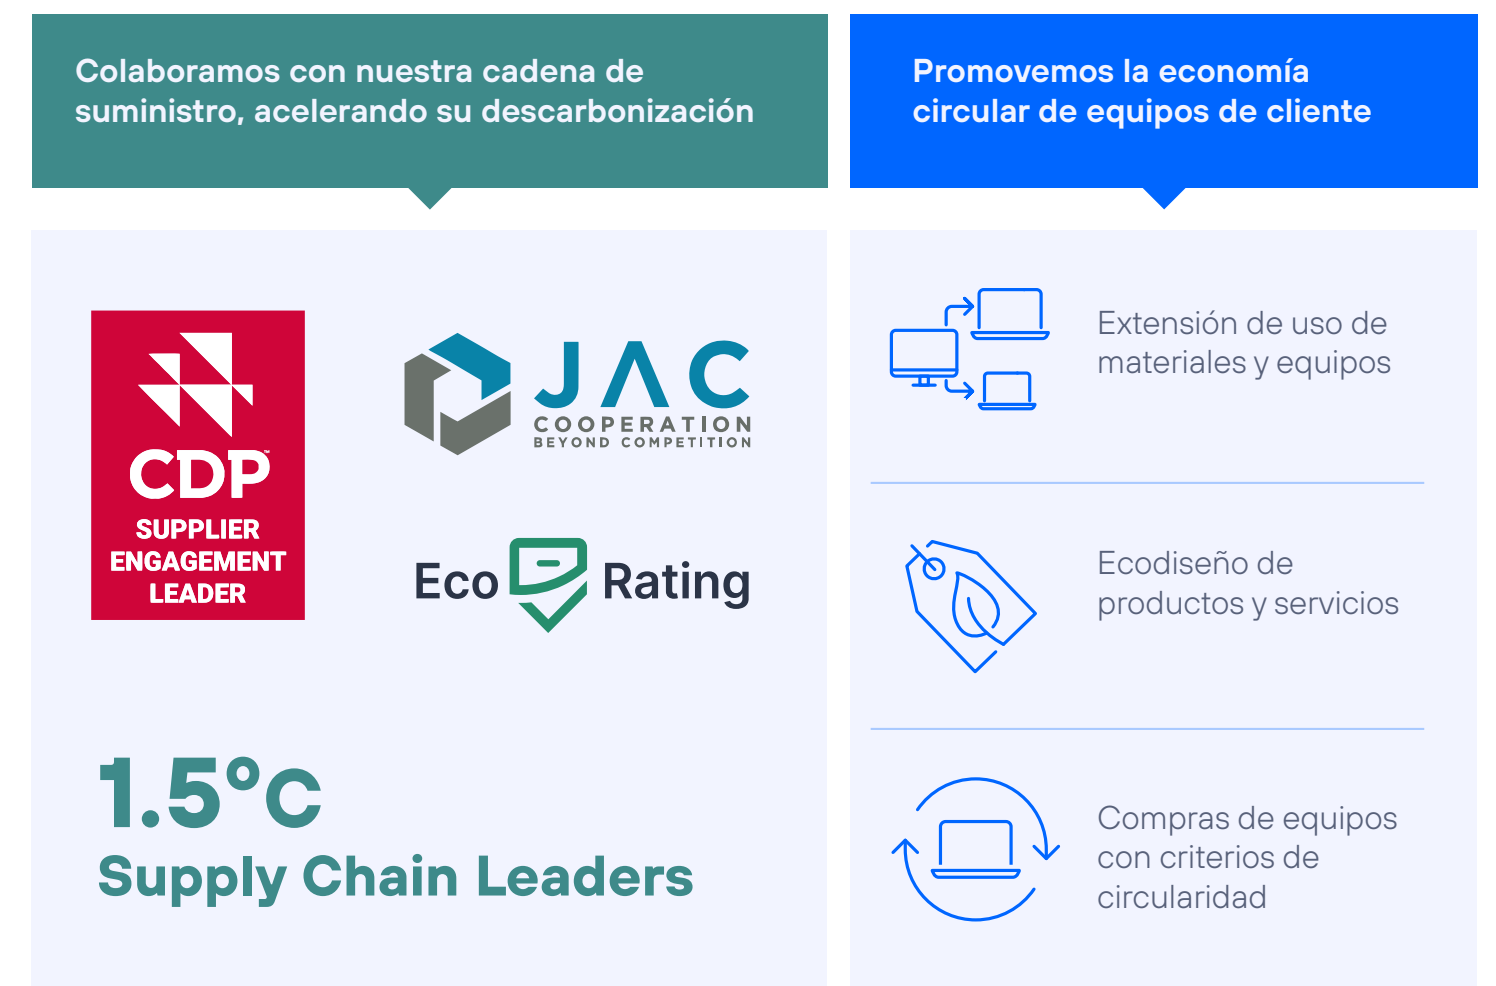 Colaboramos con nuestra cadena de
suministro, acelerando su descarbonización
CDP™
SUPPLIER
ENGAGEMENT
LEADER
JAC
COOPERATION
BEYOND COMPETITION
Eco Rating
1.5°C
Supply Chain Leaders
Promovemos la economía
circular de equipos de cliente
Extensión de uso de
materiales y equipos
Ecodiseño de
productos y servicios
Compras de equipos
con criterios de
circularidad